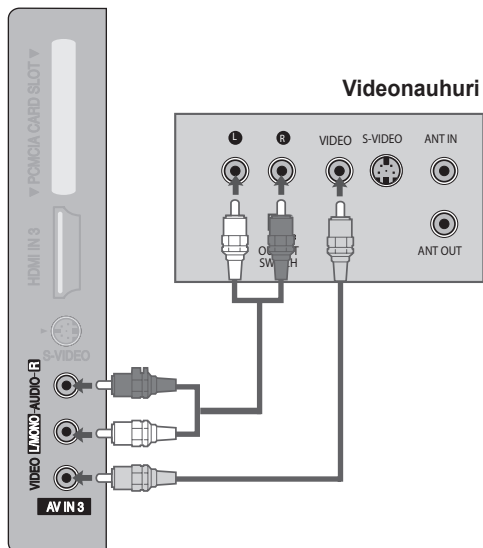 ▼ PCMCIA CARD SLOT ▼
HDMI IN 3
S-VIDEO
VIDEO L/MONO-AUDIO-R
AV IN 3
Videonauhuri
L R VIDEO S-VIDEO ANT IN
ANT OUT
SWITCH